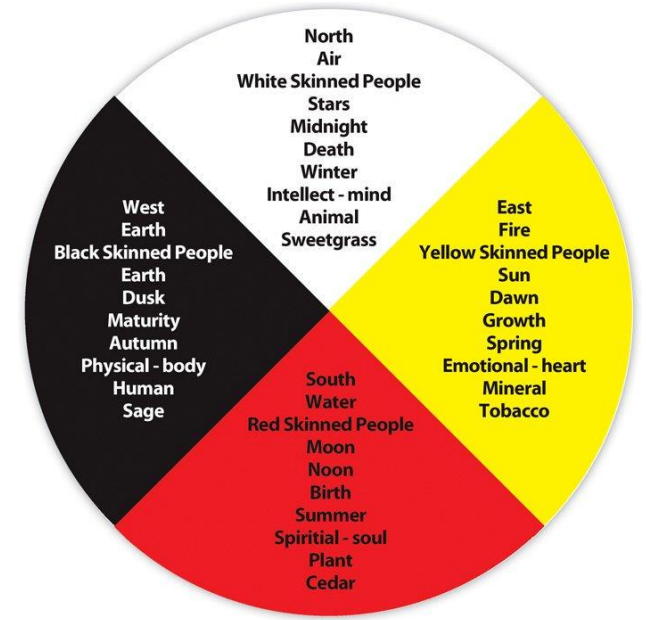 North
Air
White Skinned People
Stars
Midnight
Death
Winter
Intellect - mind
Animal
Sweetgrass
West
Earth
Black Skinned People
Earth
Dusk
Maturity
Autumn
Physical - body
Human
Sage
East
Fire
Yellow Skinned People
Sun
Dawn
Growth
Spring
Emotional - heart
Mineral
Tobacco
South
Water
Red Skinned People
Moon
Noon
Birth
Summer
Spiritial - soul
Plant
Cedar